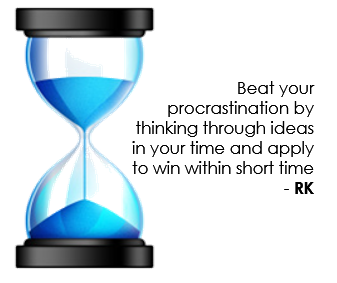 Beat your
procrastination by
thinking through ideas
in your time and apply
to win within short time
- RK